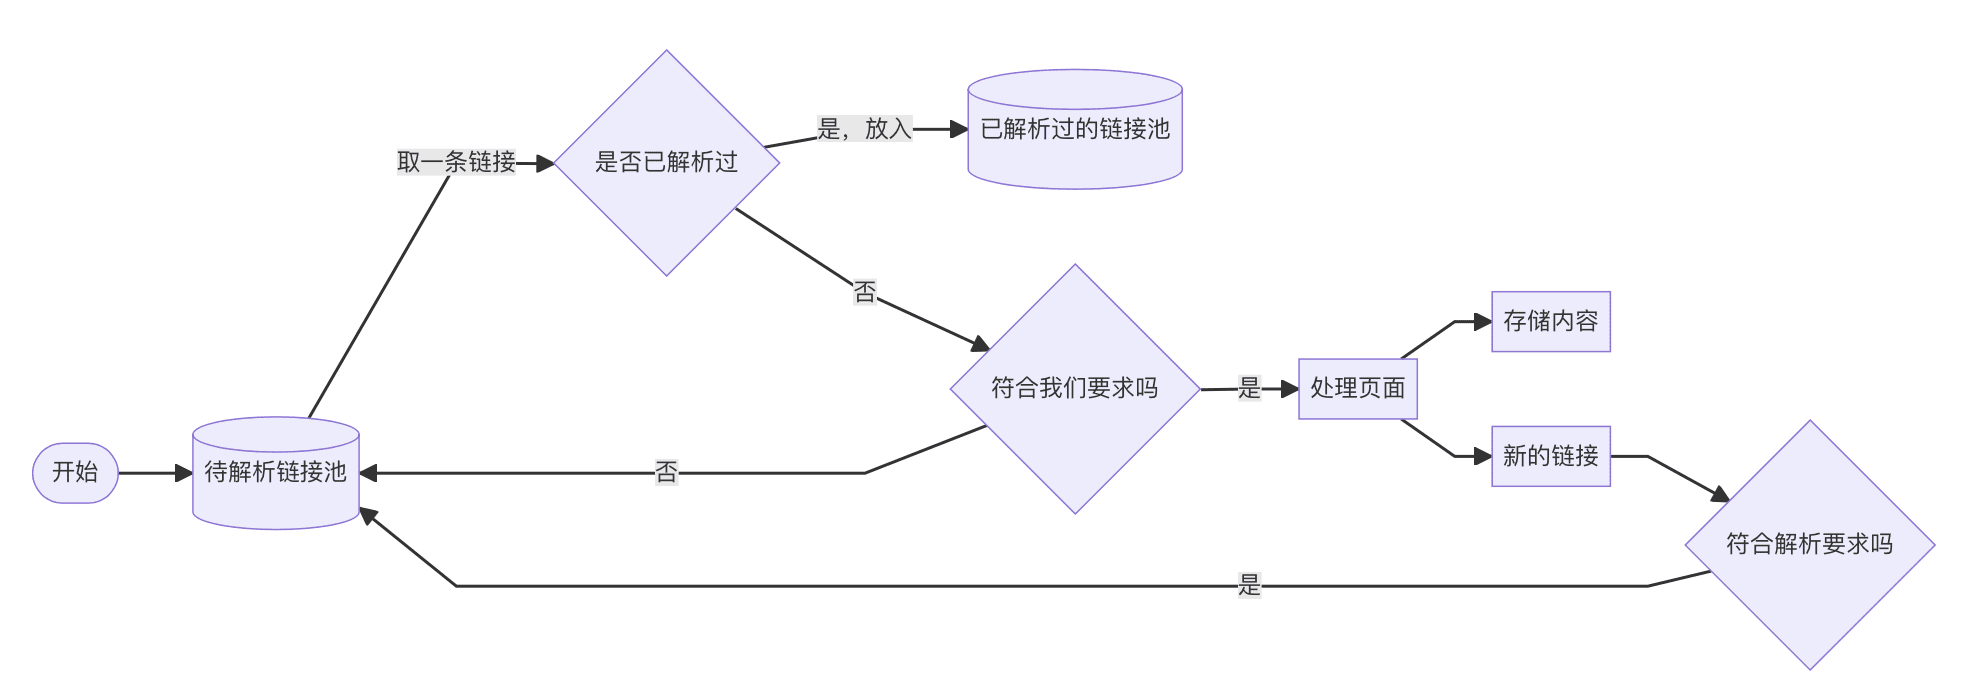 开始
待解析链接池
取一条链接
是否已解析过
是，放入
已解析过的链接池
否
符合我们要求吗
否
是
处理页面
存储内容
新的链接
符合解析要求吗
是